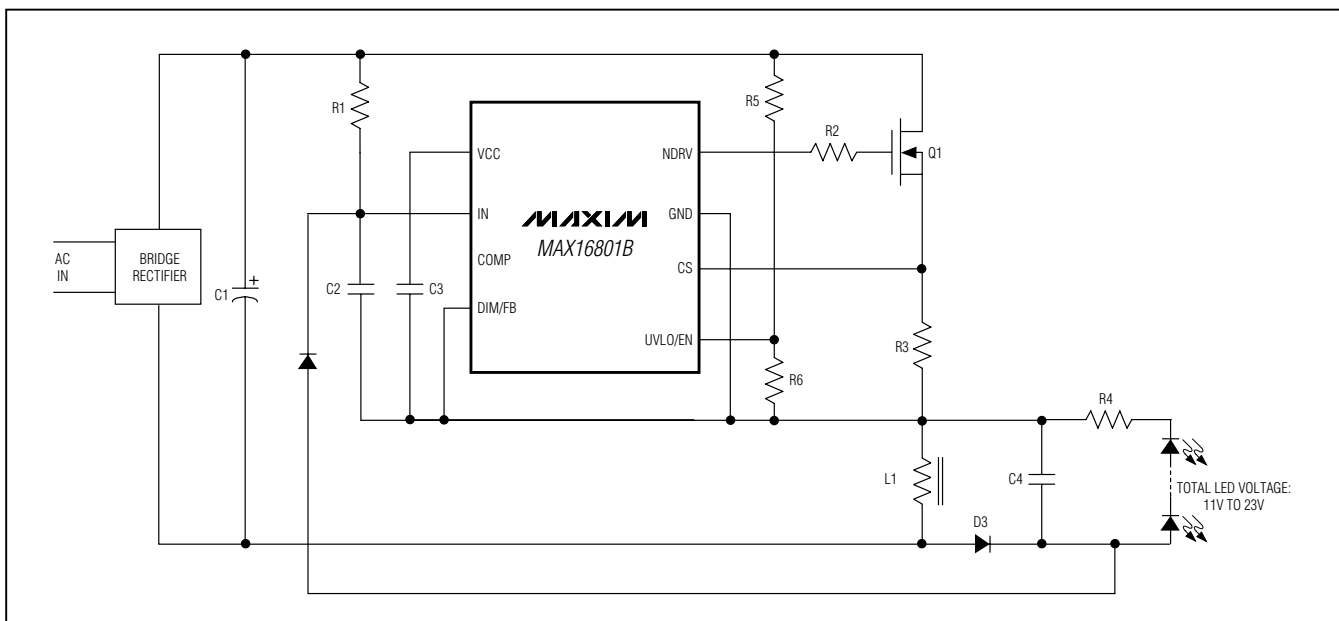 R1
R5
R2
Q1
VCC
NDRV
IN
MAXIM
GND
MAX16801B
COMP
CS
DIM/FB
UVLO/EN
AC
IN
BRIDGE
RECTIFIER
C1
+
C2
C3
R3
R6
R4
L1
C4
D3
TOTAL LED VOLTAGE:
11V TO 23V